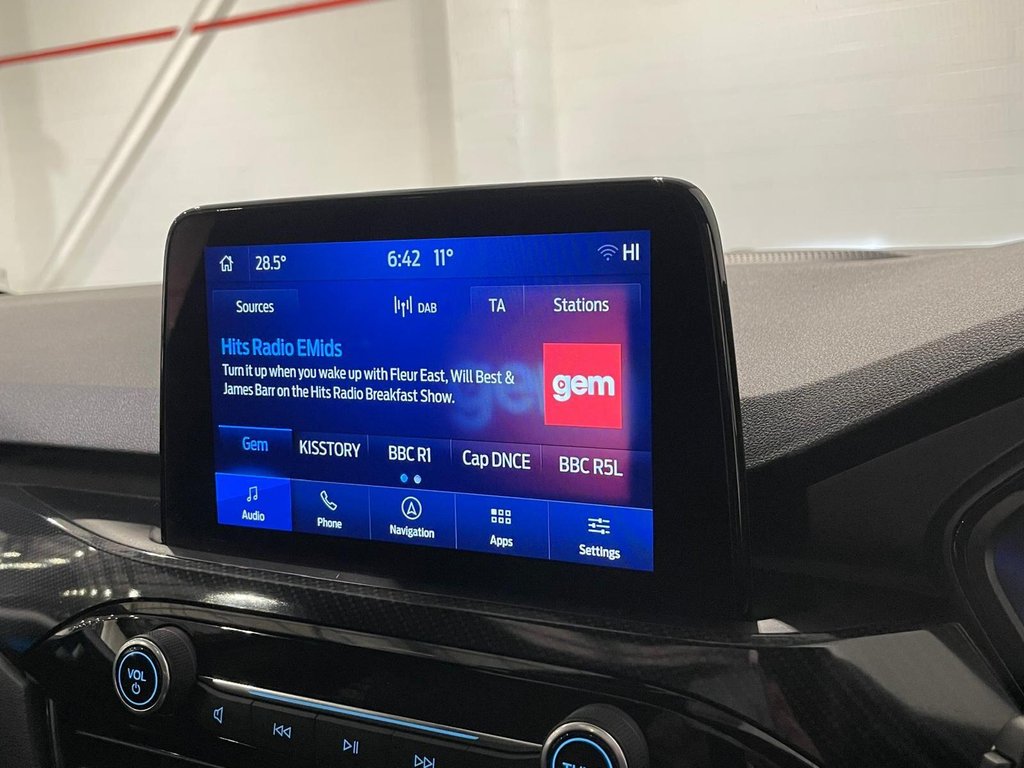 28.5° 6:42 11° HI
Sources DAB TA Stations
Hits Radio EMids
Turn it up when you wake up with Fleur East, Will Best &
James Barr on the Hits Radio Breakfast Show.
gem
Gem KISSTORY BBC R1 Cap DNCE BBC R5L
Audio Phone Navigation Apps Settings
VOL